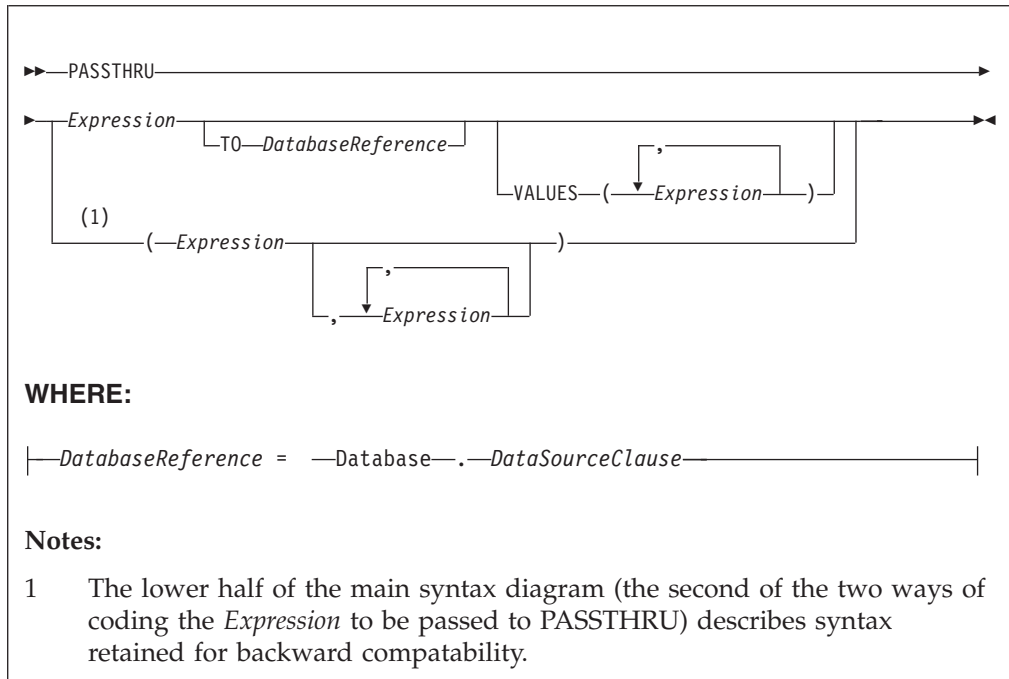 PASSTHRU
Expression
TO DatabaseReference
,
VALUES ( Expression )
(1)
( Expression )
,
, Expression
WHERE:
DatabaseReference = Database . DataSourceClause
Notes:
1 The lower half of the main syntax diagram (the second of the two ways of
coding the Expression to be passed to PASSTHRU) describes syntax
retained for backward compatability.